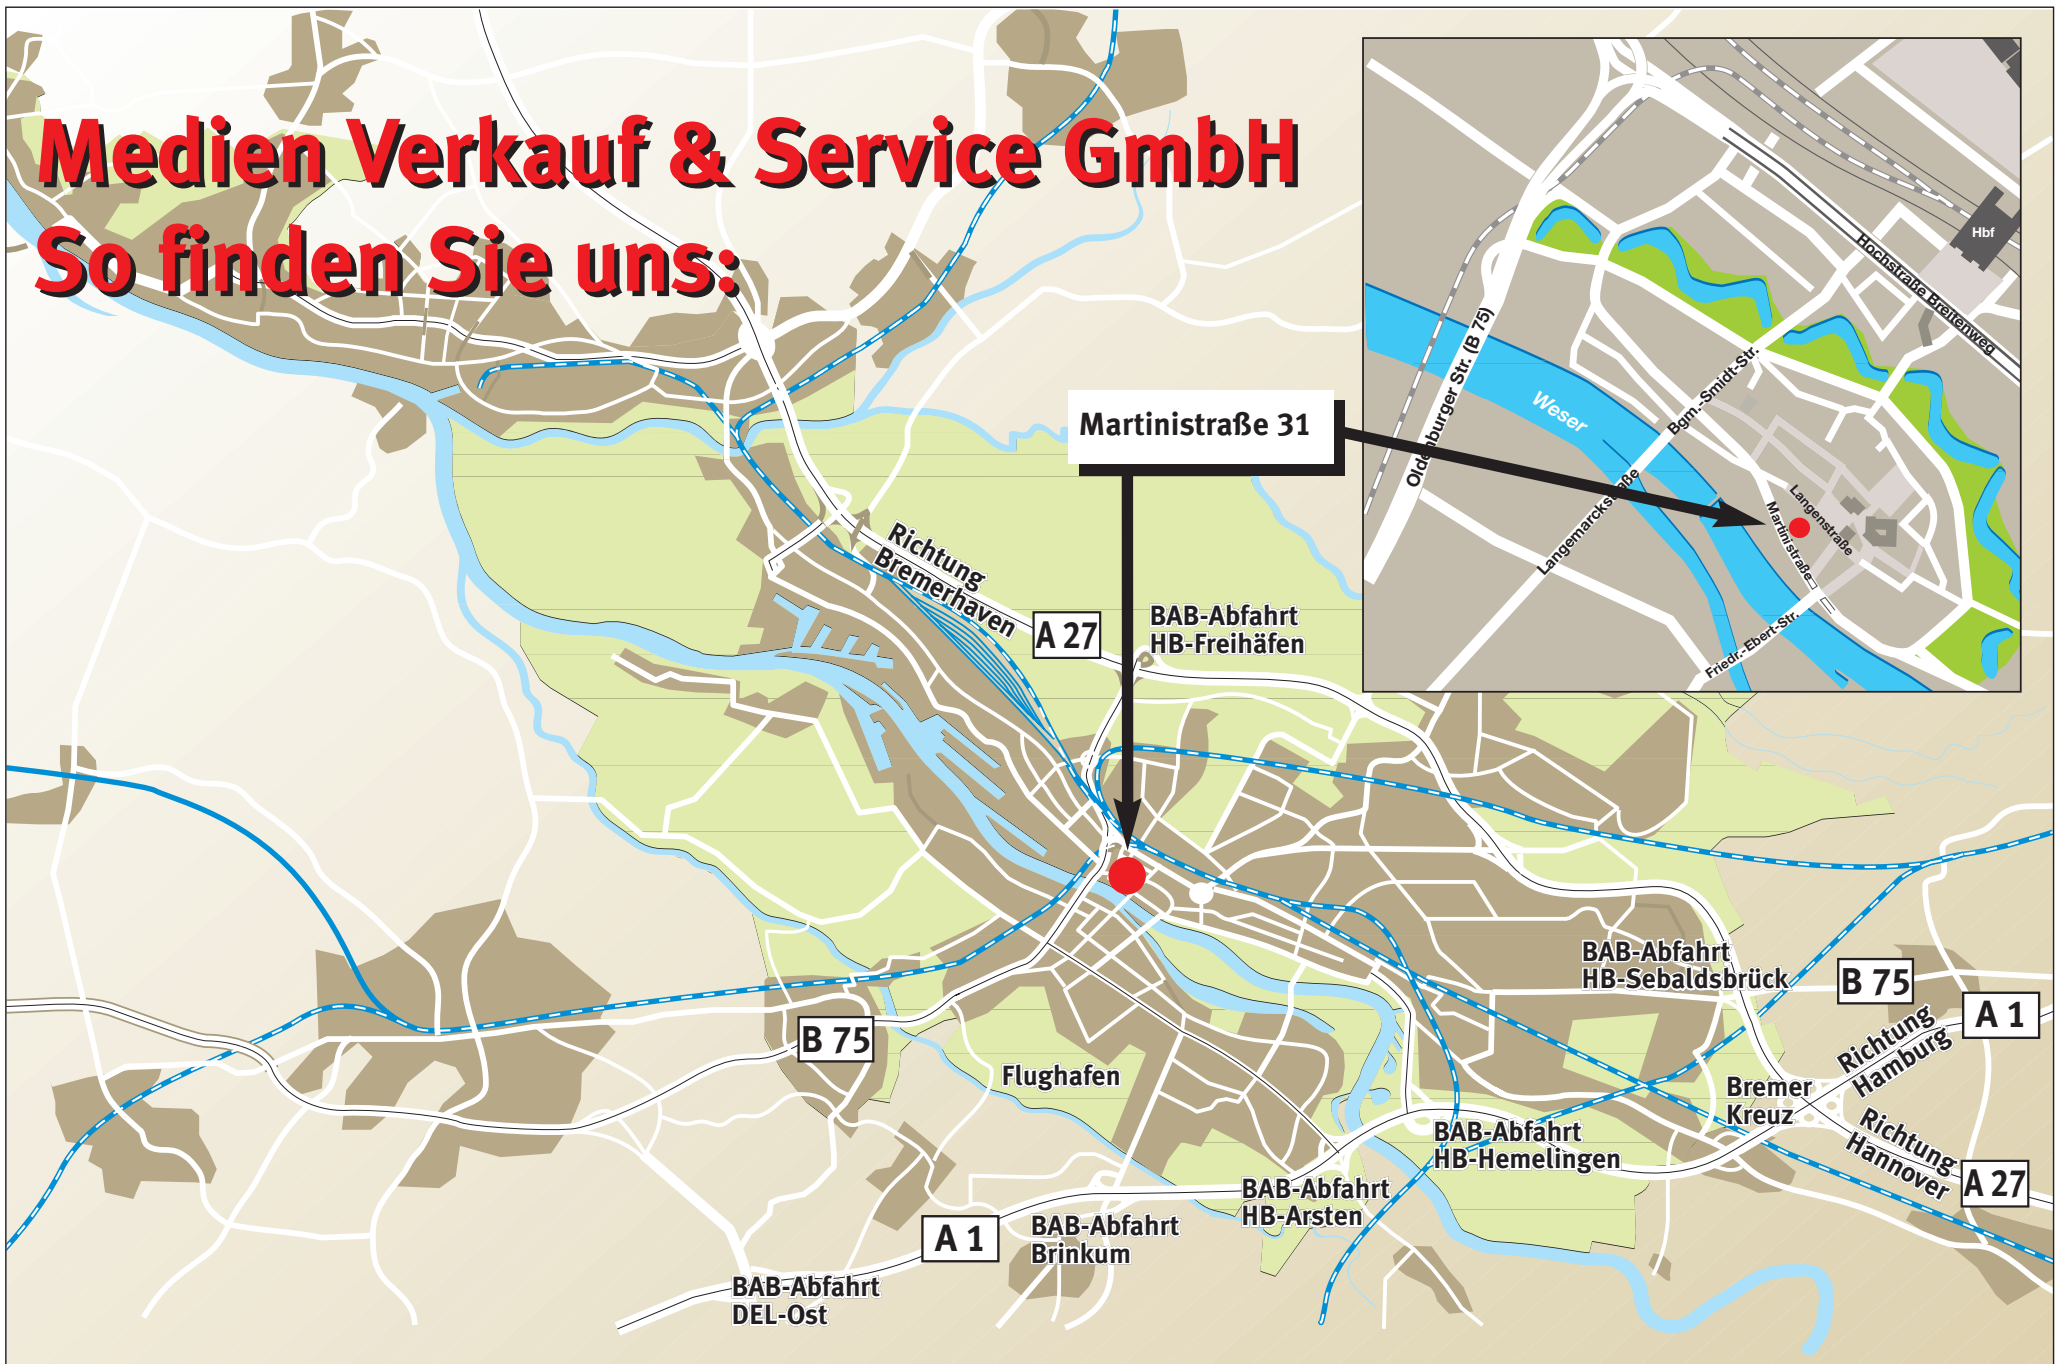 Medien Verkauf & Service GmbH
So finden Sie uns:
Hbf
Hochstraße Breitenweg
Oldenburger Str. (B 75)
Weser
Bgm.-Smidt-Str.
Langemarckstraße
Langenstraße
Martinistraße
Friedr.-Ebert-Str.
Martinistraße 31
Richtung
Bremerhaven
A 27
BAB-Abfahrt
HB-Freihäfen
BAB-Abfahrt
HB-Sebaldsbrück
B 75
A 1
Richtung
Hamburg
B 75
Flughafen
Bremer
Kreuz
Richtung
Hannover
A 27
BAB-Abfahrt
HB-Hemelingen
BAB-Abfahrt
HB-Arsten
A 1
BAB-Abfahrt
Brinkum
BAB-Abfahrt
DEL-Ost